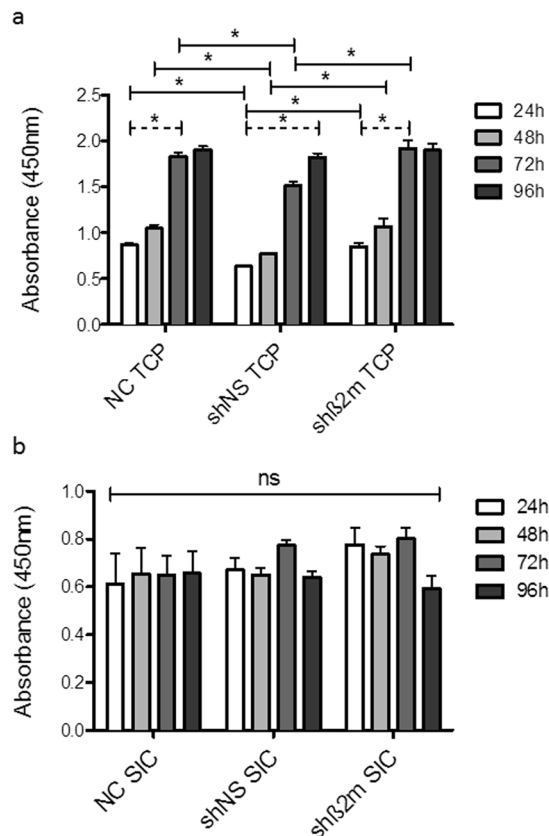 a
* * * * * *
* * *
Absorbance (450nm)
2.5
2.0
1.5
1.0
0.5
0.0
NC TCP
shNS TCP
shß2m TCP
24h
48h
72h
96h
b
ns
Absorbance (450nm)
1.0
0.8
0.6
0.4
0.2
0.0
NC SIC
shNS SIC
shß2m SIC
24h
48h
72h
96h